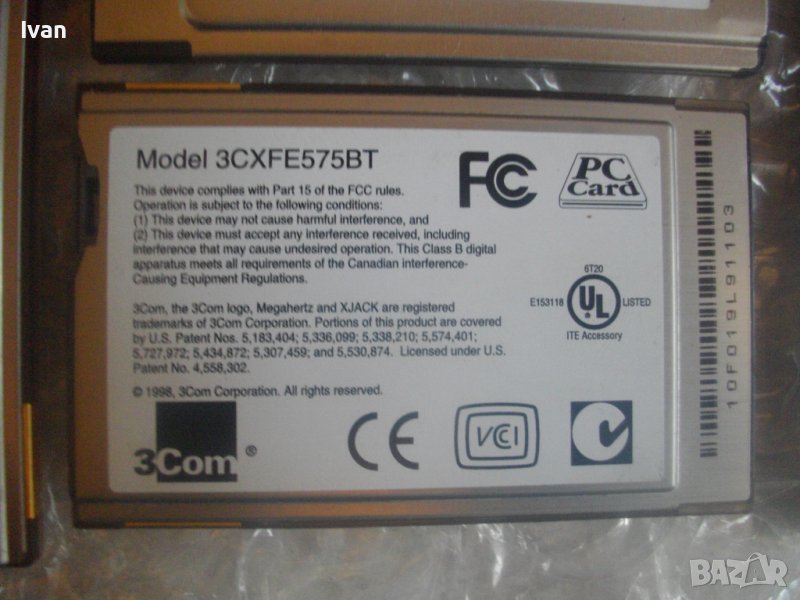 Ivan
Model 3CXFE575BT
FC
PC
Card
This device complies with Part 15 of the FCC rules.
Operation is subject to the following conditions:
(1) This device may not cause harmful interference, and
(2) This device must accept any interference received, including
interference that may cause undesired operation. This Class B digital
apparatus meets all requirements of the Canadian interference-
Causing Equipment Regulations.
6T20
E153118 UL LISTED
ITE Accessory
3Com, the 3Com logo, Megahertz and XJACK are registered
trademarks of 3Com Corporation. Portions of this product are covered
by U.S. Patent Nos. 5,183,404; 5,336,099; 5,338,210; 5,574,401;
5,727,972; 5,434,872; 5,307,459; and 5,530,874. Licensed under U.S.
Patent No. 4,558,302.
© 1998, 3Com Corporation. All rights reserved.
3Com ®
CE
VCCI
10F019L91103
BAZAR